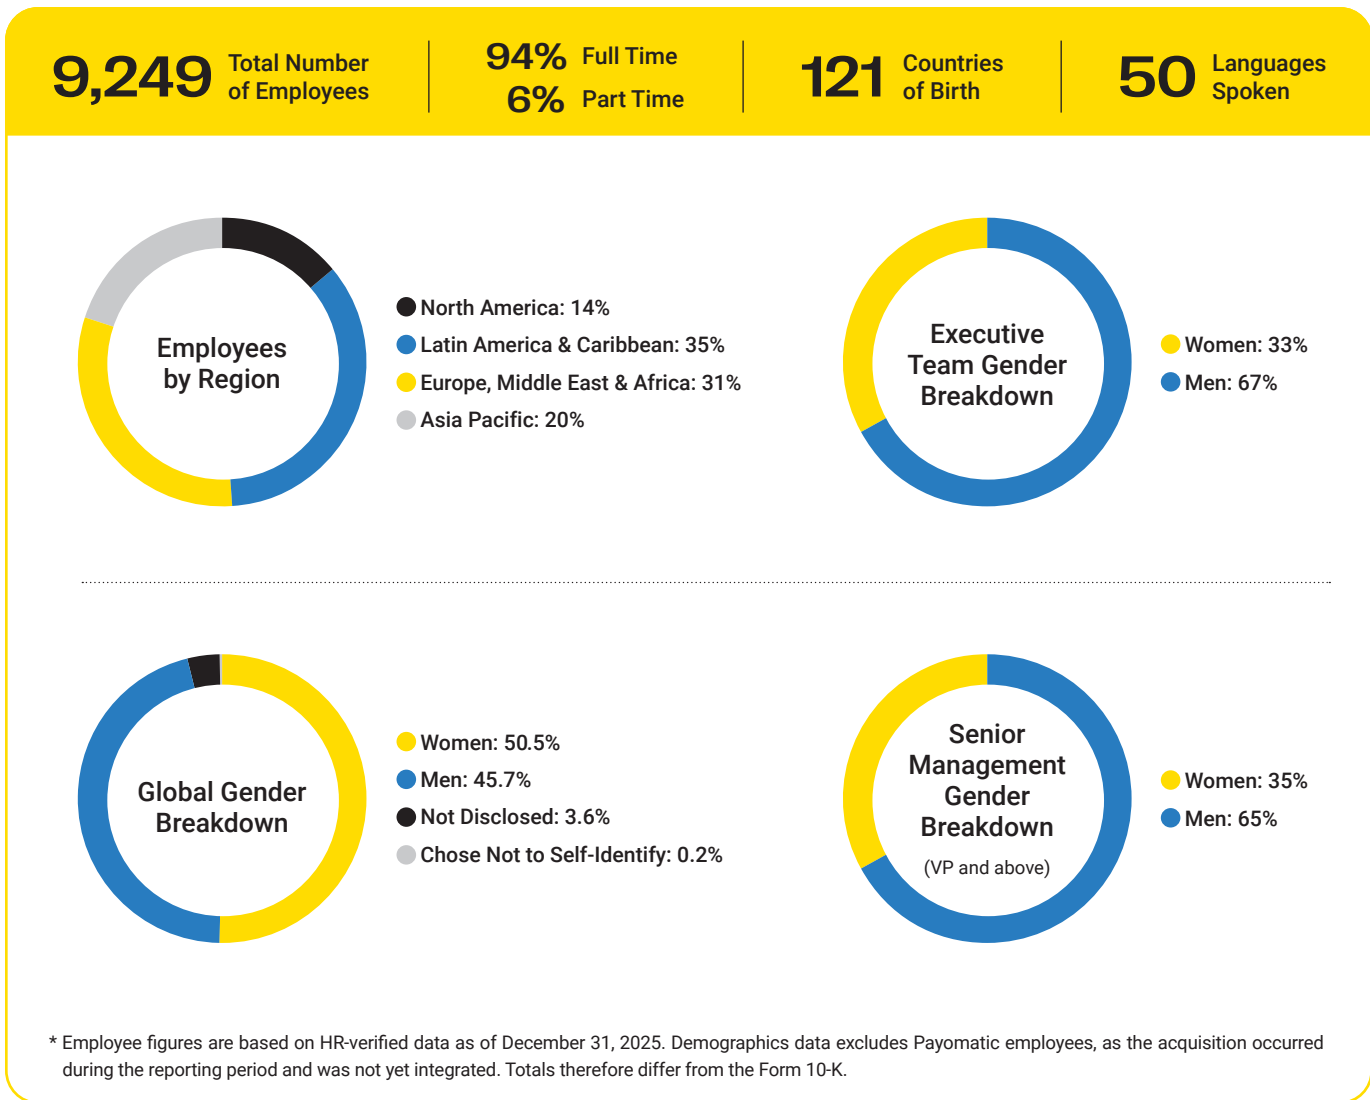 9,249 Total Number
of Employees
94% Full Time
6% Part Time
121 Countries
of Birth
50 Languages
Spoken
Employees
by Region
North America: 14%
Latin America & Caribbean: 35%
Europe, Middle East & Africa: 31%
Asia Pacific: 20%
Executive
Team Gender
Breakdown
Women: 33%
Men: 67%
Global Gender
Breakdown
Women: 50.5%
Men: 45.7%
Not Disclosed: 3.6%
Chose Not to Self-Identify: 0.2%
Senior
Management
Gender
Breakdown
(VP and above)
Women: 35%
Men: 65%
* Employee figures are based on HR-verified data as of December 31, 2025. Demographics data excludes Payomatic employees, as the acquisition occurred
during the reporting period and was not yet integrated. Totals therefore differ from the Form 10-K.